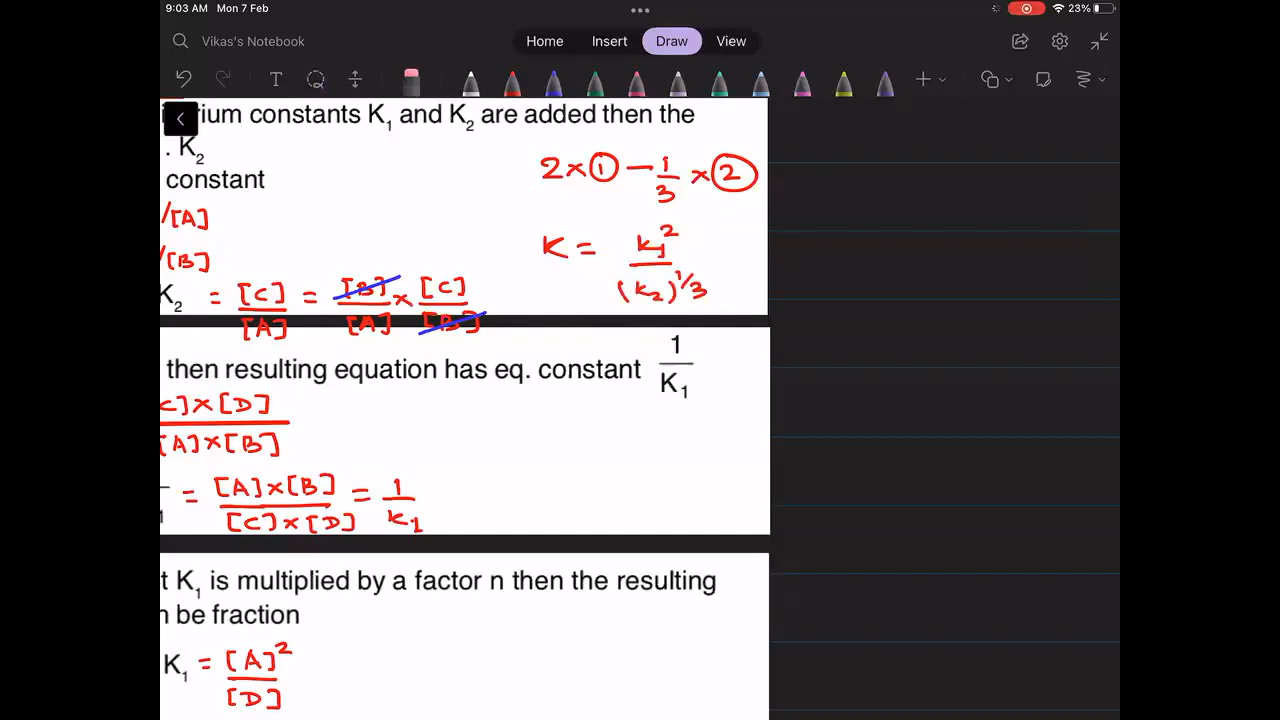 9:03 AM Mon 7 Feb
23%
Vikas's Notebook
Home Insert Draw View
rium constants K₁ and K₂ are added then the
. K₂
constant
/[A]
/[B]
K₂ = [C]/[A] = [B]/[A] × [C]/[B]
2 × ① − 1/3 × ②
K = k₁²/(k₂)^1/3
then resulting equation has eq. constant 1/K₁
C] × [D]
[A] × [B]
1 = [A] × [B]/[C] × [D] = 1/k₁
t K₁ is multiplied by a factor n then the resulting
n be fraction
K₁ = [A]²/[D]